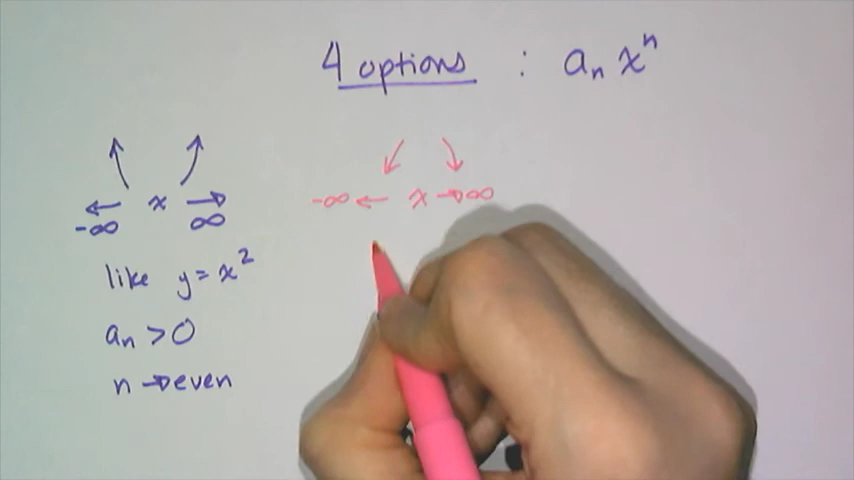 4 options : aₙ xⁿ
← x →
-∞ ∞
like y = x²
aₙ > 0
n → even
-∞ ← x → ∞